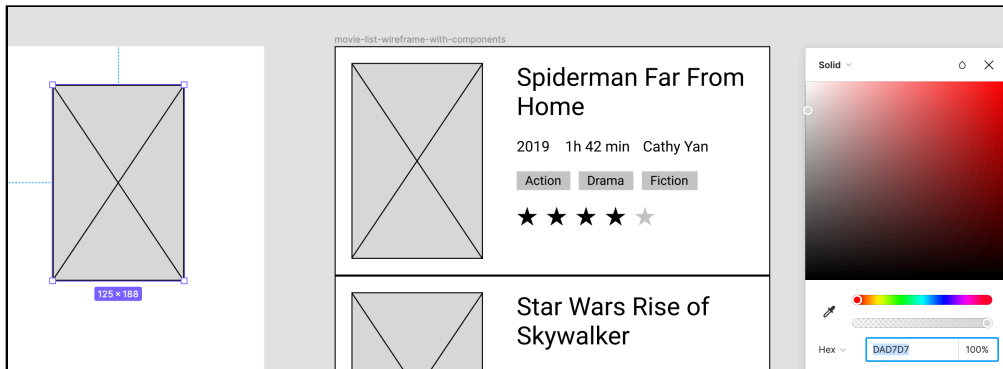 movie-list-wireframe-with-components
125 × 188
Spiderman Far From
Home
2019 1h 42 min Cathy Yan
Action Drama Fiction
Star Wars Rise of
Skywalker
Solid
Hex DAD7D7 100%